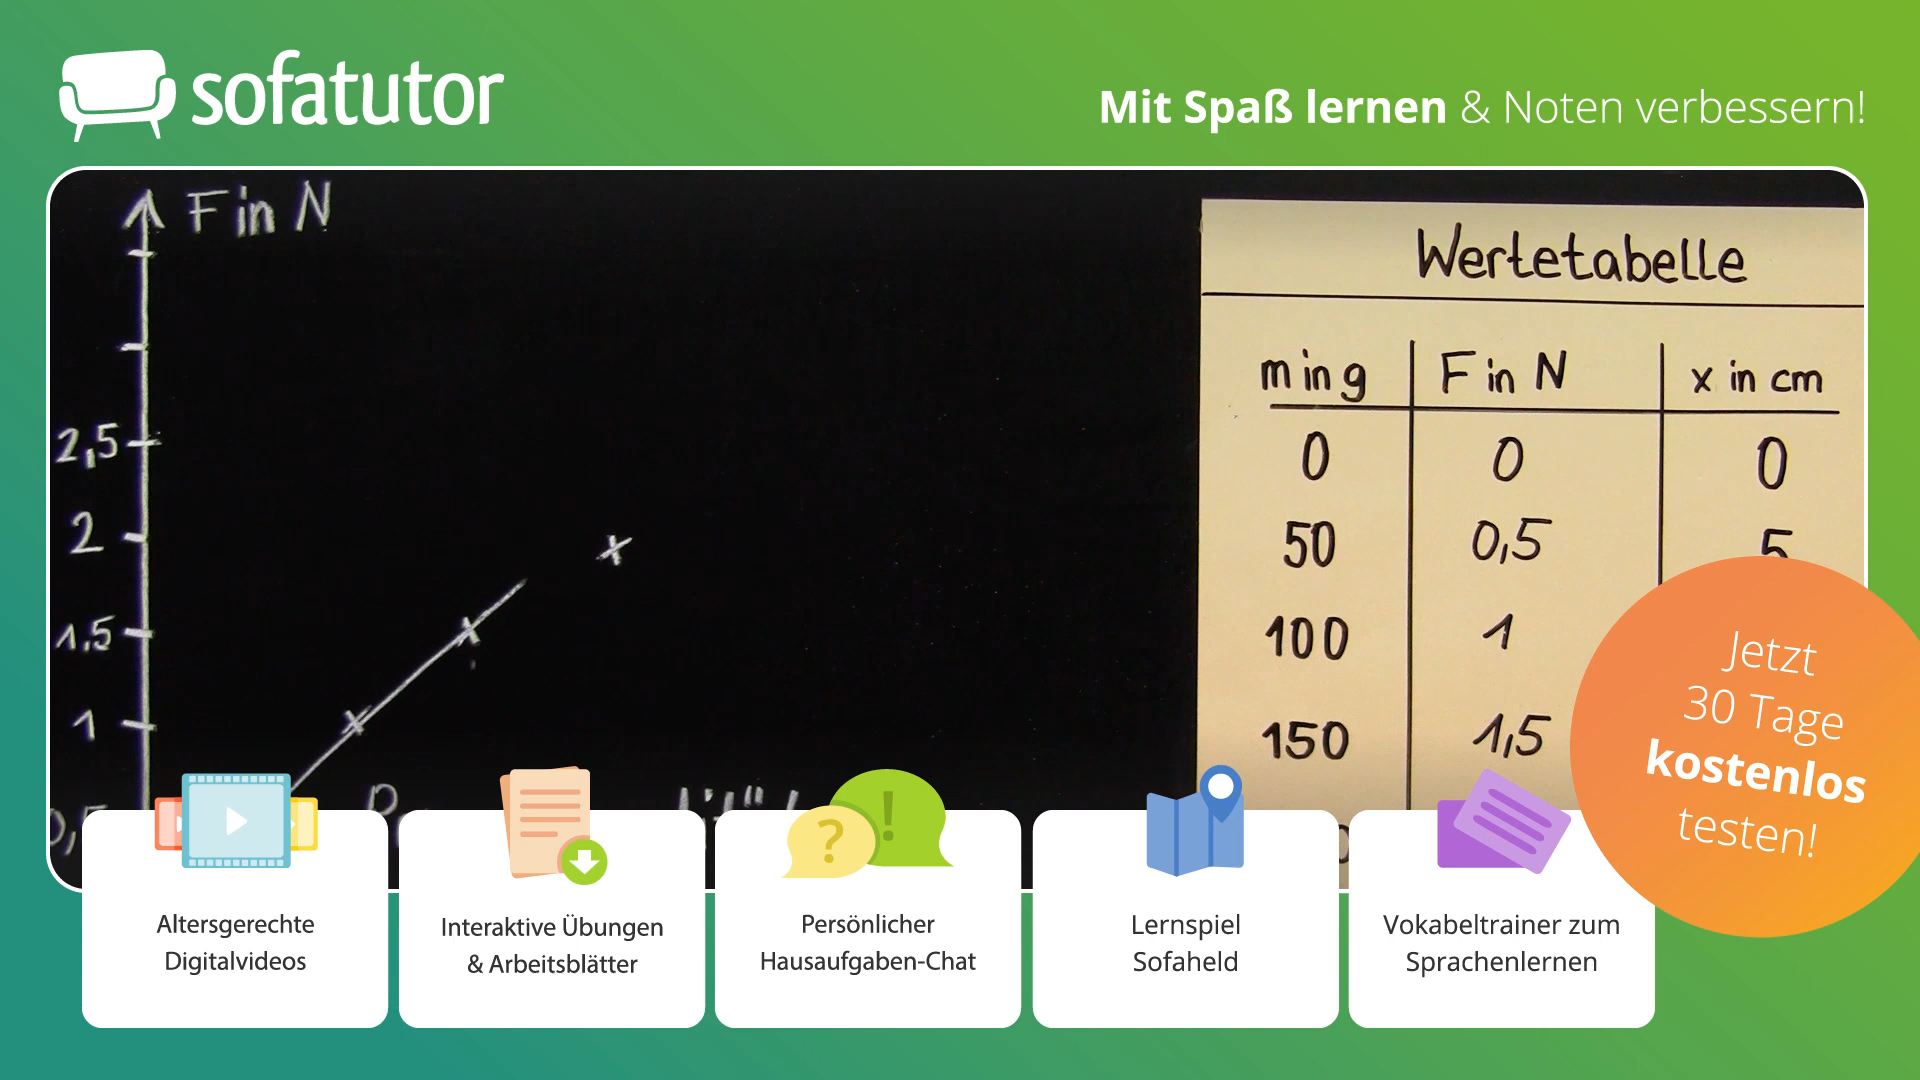 sofatutor
Mit Spaß lernen & Noten verbessern!
F in N
2,5
2
1,5
1
0,5
Wertetabelle
m in g F in N x in cm
0 0 0
50 0,5 5
100 1
150 1,5
Jetzt
30 Tage
kostenlos
testen!
Altersgerechte
Digitalvideos
Interaktive Übungen
& Arbeitsblätter
?
!
Persönlicher
Hausaufgaben-Chat
Lernspiel
Sofaheld
Vokabeltrainer zum
Sprachenlernen